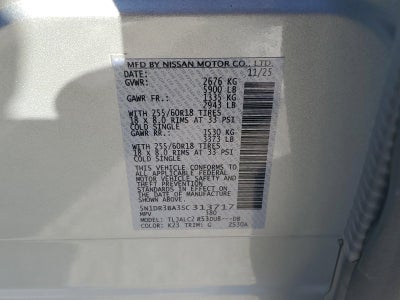 MFD BY NISSAN MOTOR CO., LTD.
DATE: 11/25
GVWR: 2676 KG
5900 LB
GAWR FR.: 1335 KG
2943 LB
WITH 255/60R18 TIRES
18 X 8.0 RIMS AT 33 PSI
COLD SINGLE
GAWR RR.: 1530 KG
3373 LB
WITH 255/60R18 TIRES
18 X 8.0 RIMS AT 33 PSI
COLD SINGLE
THIS VEHICLE CONFORMS TO
ALL APPLICABLE FEDERAL
MOTOR VEHICLE SAFETY AND
THEFT PREVENTION
STANDARDS IN EFFECT ON
THE DATE OF MANUFACTURE
SHOWN ABOVE.
313717
MPV
MODEL:
COLOR: K23 TRIM: G